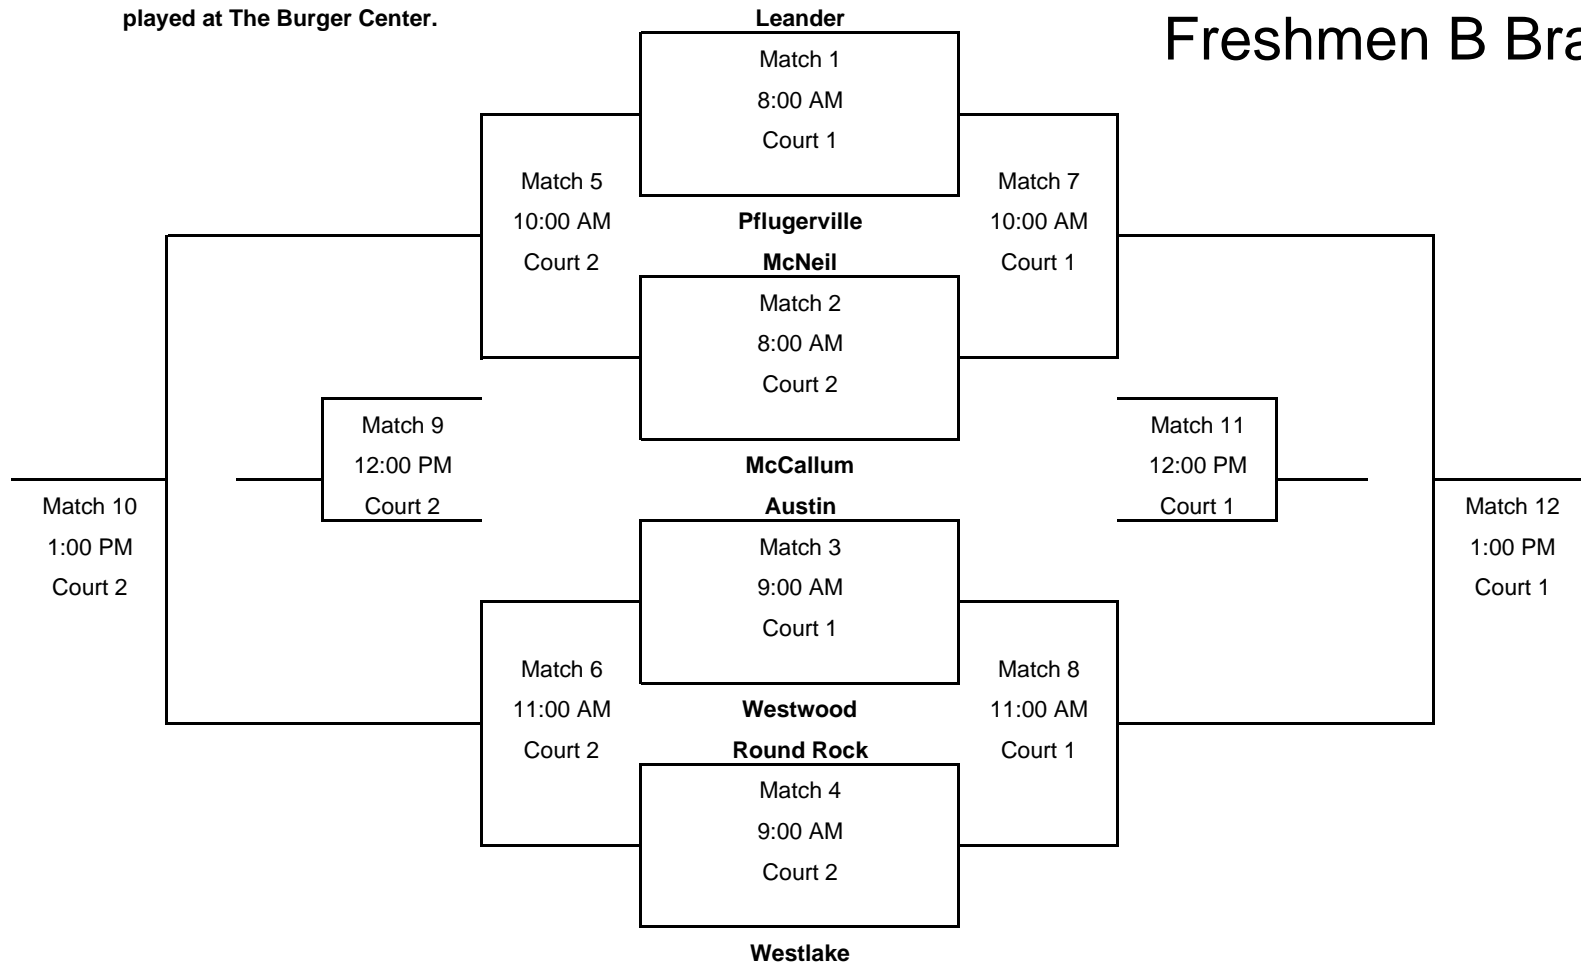 played at The Burger Center.
Leander
Freshmen B Bra
Match 1
8:00 AM
Court 1
Match 5
10:00 AM
Court 2
Match 7
10:00 AM
Court 1
Pflugerville
McNeil
Match 2
8:00 AM
Court 2
Match 9
12:00 PM
Court 2
Match 11
12:00 PM
Court 1
McCallum
Austin
Match 10
1:00 PM
Court 2
Match 3
9:00 AM
Court 1
Match 12
1:00 PM
Court 1
Match 6
11:00 AM
Court 2
Match 8
11:00 AM
Court 1
Westwood
Round Rock
Match 4
9:00 AM
Court 2
Westlake